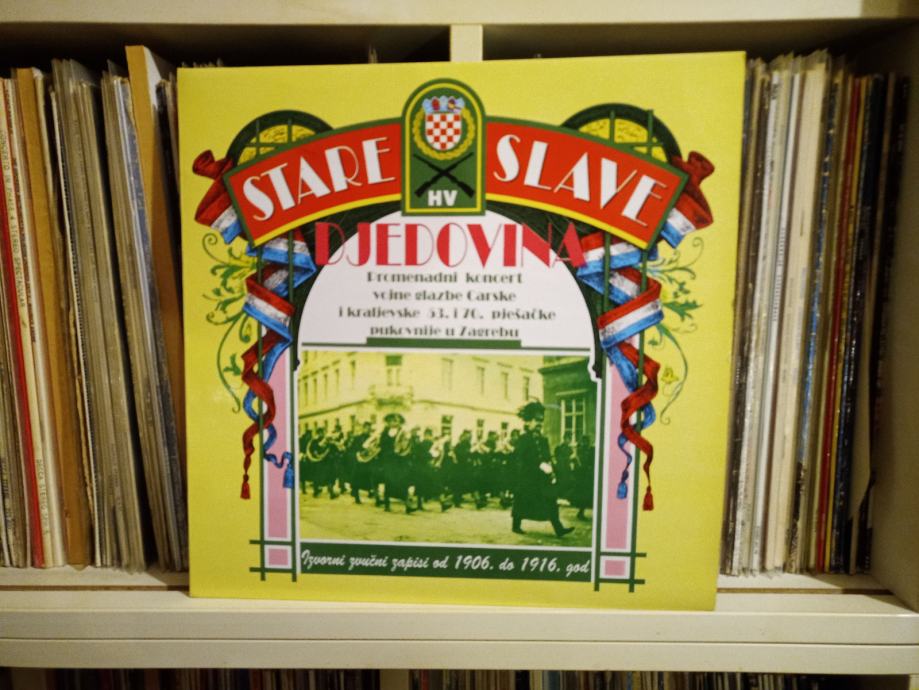 STARE
HV
SLAVE
DJEDOVINA
Promenadni koncert
vojne glazbe Carske
i kraljevske 53. i 70. pješačke
pukovnije u Zagrebu
Izvorni zvučni zapisi od 1906. do 1916. god